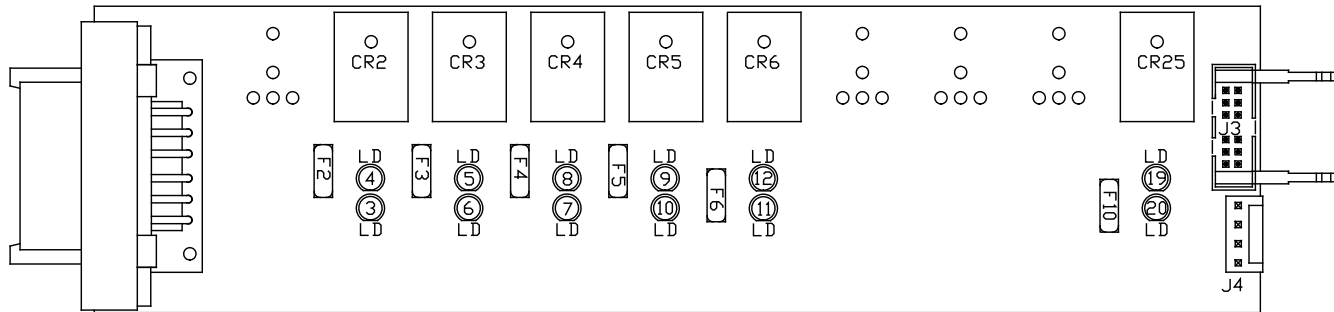 CR2 CR3 CR4 CR5 CR6 CR25
J3
F2 LD F3 LD F4 LD F5 LD F6 LD F10 LD
4 5 8 9 12 19
3 6 7 10 11 20
LD LD LD LD LD LD
J4